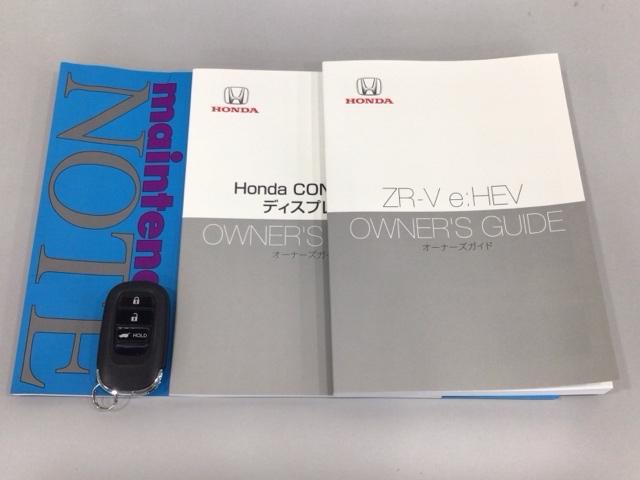 maintenance
NOTE
HONDA
Honda CON
ディスプレ
OWNER'S
オーナーズガイ
HONDA
ZR-V e:HEV
OWNER'S GUIDE
オーナーズガイド
HOLD